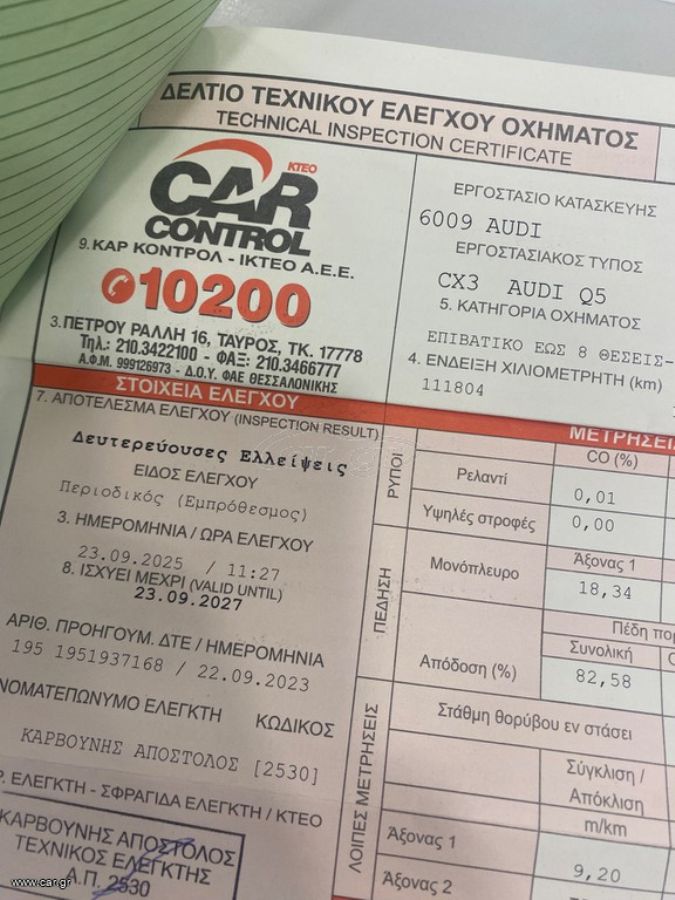 ΔΕΛΤΙΟ ΤΕΧΝΙΚΟΥ ΕΛΕΓΧΟΥ ΟΧΗΜΑΤΟΣ
TECHNICAL INSPECTION CERTIFICATE
ΚΤΕΟ
CAR
CONTROL
9. ΚΑΡ ΚΟΝΤΡΟΛ - ΙΚΤΕΟ Α.Ε.Ε.
10200
3. ΠΕΤΡΟΥ ΡΑΛΛΗ 16, ΤΑΥΡΟΣ, ΤΚ. 17778
Τηλ.: 210.3422100 - ΦΑΞ: 210.3466777
Α.Φ.Μ. 999126973 - Δ.Ο.Υ. ΦΑΕ ΘΕΣΣΑΛΟΝΙΚΗΣ
ΕΡΓΟΣΤΑΣΙΟ ΚΑΤΑΣΚΕΥΗΣ
6009 AUDI
ΕΡΓΟΣΤΑΣΙΑΚΟΣ ΤΥΠΟΣ
CX3 AUDI Q5
5. ΚΑΤΗΓΟΡΙΑ ΟΧΗΜΑΤΟΣ
ΕΠΙΒΑΤΙΚΟ ΕΩΣ 8 ΘΕΣΕΙΣ-
4. ΕΝΔΕΙΞΗ ΧΙΛΙΟΜΕΤΡΗΤΗ (km)
111804
ΣΤΟΙΧΕΙΑ ΕΛΕΓΧΟΥ
7. ΑΠΟΤΕΛΕΣΜΑ ΕΛΕΓΧΟΥ (INSPECTION RESULT)
Δευτερεύουσες Ελλείψεις
ΕΙΔΟΣ ΕΛΕΓΧΟΥ
Περιοδικός (Εμπρόθεσμος)
3. ΗΜΕΡΟΜΗΝΙΑ / ΩΡΑ ΕΛΕΓΧΟΥ
23.09.2025 / 11:27
8. ΙΣΧΥΕΙ ΜΕΧΡΙ (VALID UNTIL)
23.09.2027
ΑΡΙΘ. ΠΡΟΗΓΟΥΜ. ΔΤΕ / ΗΜΕΡΟΜΗΝΙΑ
195 1951937168 / 22.09.2023
ΝΟΜΑΤΕΠΩΝΥΜΟ ΕΛΕΓΚΤΗ ΚΩΔΙΚΟΣ
ΚΑΡΒΟΥΝΗΣ ΑΠΟΣΤΟΛΟΣ [2530]
Ρ. ΕΛΕΓΚΤΗ - ΣΦΡΑΓΙΔΑ ΕΛΕΓΚΤΗ / ΚΤΕΟ
ΚΑΡΒΟΥΝΗΣ ΑΠΟΣΤΟΛΟΣ
ΤΕΧΝΙΚΟΣ ΕΛΕΓΚΤΗΣ
Α.Π. 2530
ΜΕΤΡΗΣΕΙΣ
ΡΥΠΟΙ
CO (%)
Ρελαντί 0,01
Υψηλές στροφές 0,00
ΠΕΔΗΣΗ
Άξονας 1
Μονόπλευρο 18,34
Πέδη πο
Συνολική
Απόδοση (%) 82,58
ΛΟΙΠΕΣ ΜΕΤΡΗΣΕΙΣ
Στάθμη θορύβου εν στάσει
Σύγκλιση /
Απόκλιση
m/km
Άξονας 1 9,20
Άξονας 2
www.car.gr